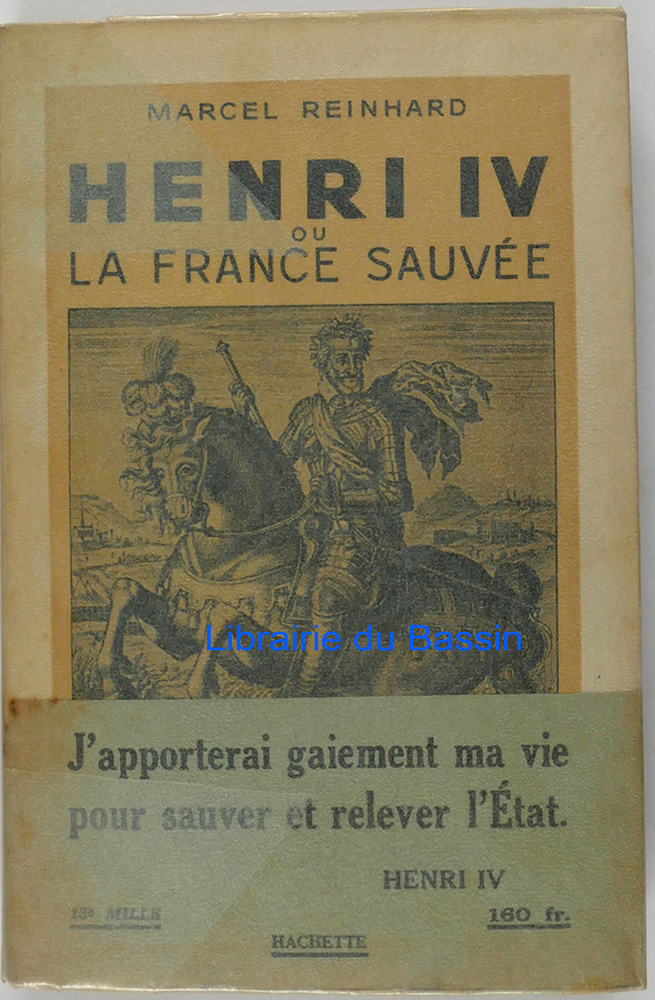 MARCEL REINHARD
HENRI IV
OU
LA FRANCE SAUVÉE
Librairie du Bassin
J'apporterai gaiement ma vie
pour sauver et relever l'État.
HENRI IV
MILLE
160 fr.
HACHETTE